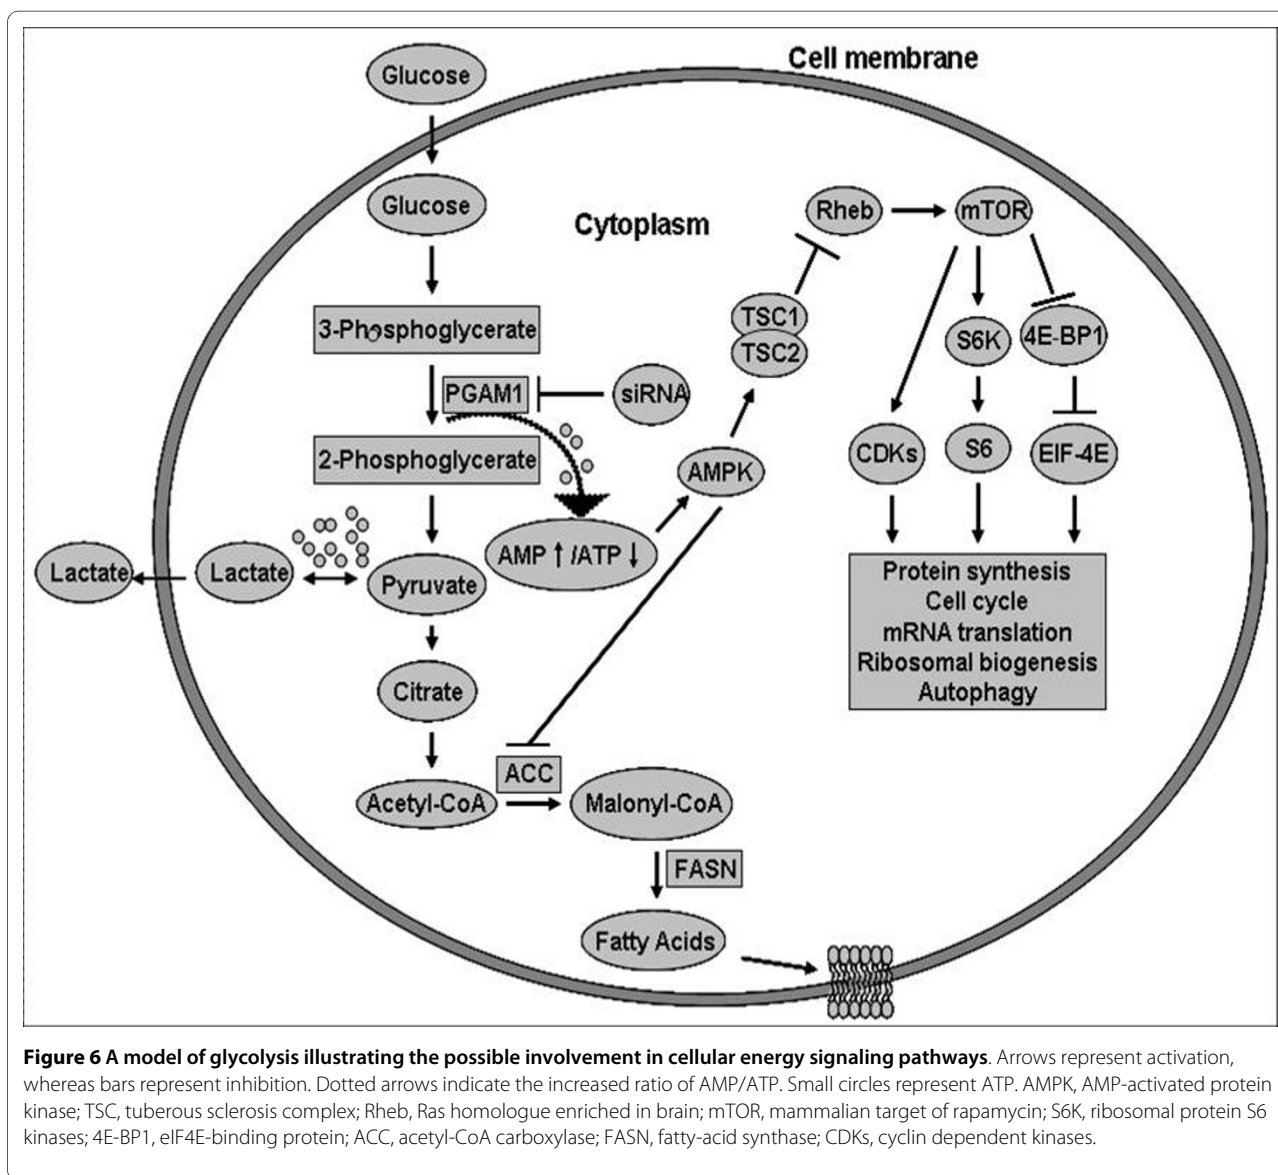 Cell membrane
Glucose
Glucose
Cytoplasm
Rheb
mTOR
3-Phosphoglycerate
TSC1
TSC2
S6K
4E-BP1
PGAM1
siRNA
2-Phosphoglycerate
AMPK
CDKs
S6
EIF-4E
AMP ↑ /ATP ↓
Lactate
Lactate
Pyruvate
Protein synthesis
Cell cycle
mRNA translation
Ribosomal biogenesis
Autophagy
Citrate
ACC
Acetyl-CoA
Malonyl-CoA
FASN
Fatty Acids
Figure 6 A model of glycolysis illustrating the possible involvement in cellular energy signaling pathways. Arrows represent activation,
whereas bars represent inhibition. Dotted arrows indicate the increased ratio of AMP/ATP. Small circles represent ATP. AMPK, AMP-activated protein
kinase; TSC, tuberous sclerosis complex; Rheb, Ras homologue enriched in brain; mTOR, mammalian target of rapamycin; S6K, ribosomal protein S6
kinases; 4E-BP1, eIF4E-binding protein; ACC, acetyl-CoA carboxylase; FASN, fatty-acid synthase; CDKs, cyclin dependent kinases.